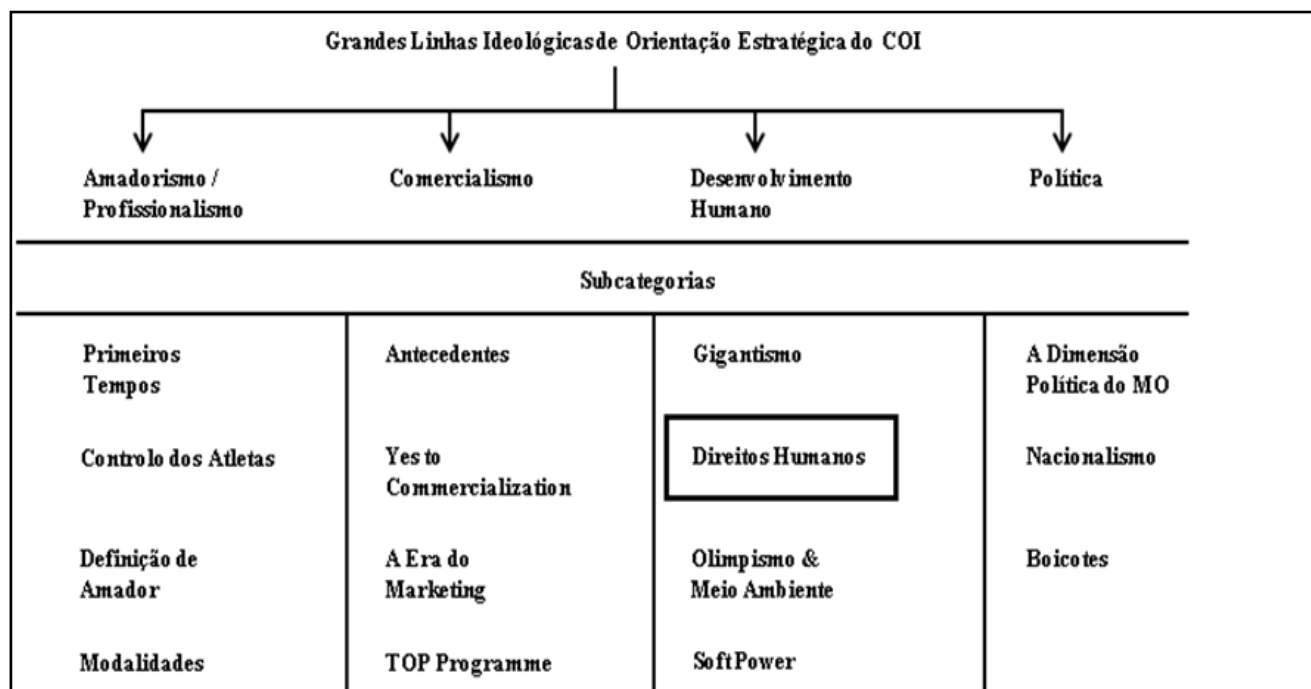 Grandes Linhas Ideológicas de Orientação Estratégica do COI
Amadorismo /
Profissionalismo
Comercialismo
Desenvolvimento
Humano
Política
Subcategorias
Primeiros
Tempos
Antecedentes
Gigantismo
A Dimensão
Política do MO
Controlo dos Atletas
Yes to
Commercialization
Direitos Humanos
Nacionalismo
Definição de
Amador
A Era do
Marketing
Olimpismo &
Meio Ambiente
Boicotes
Modalidades
TOP Programme
Soft Power